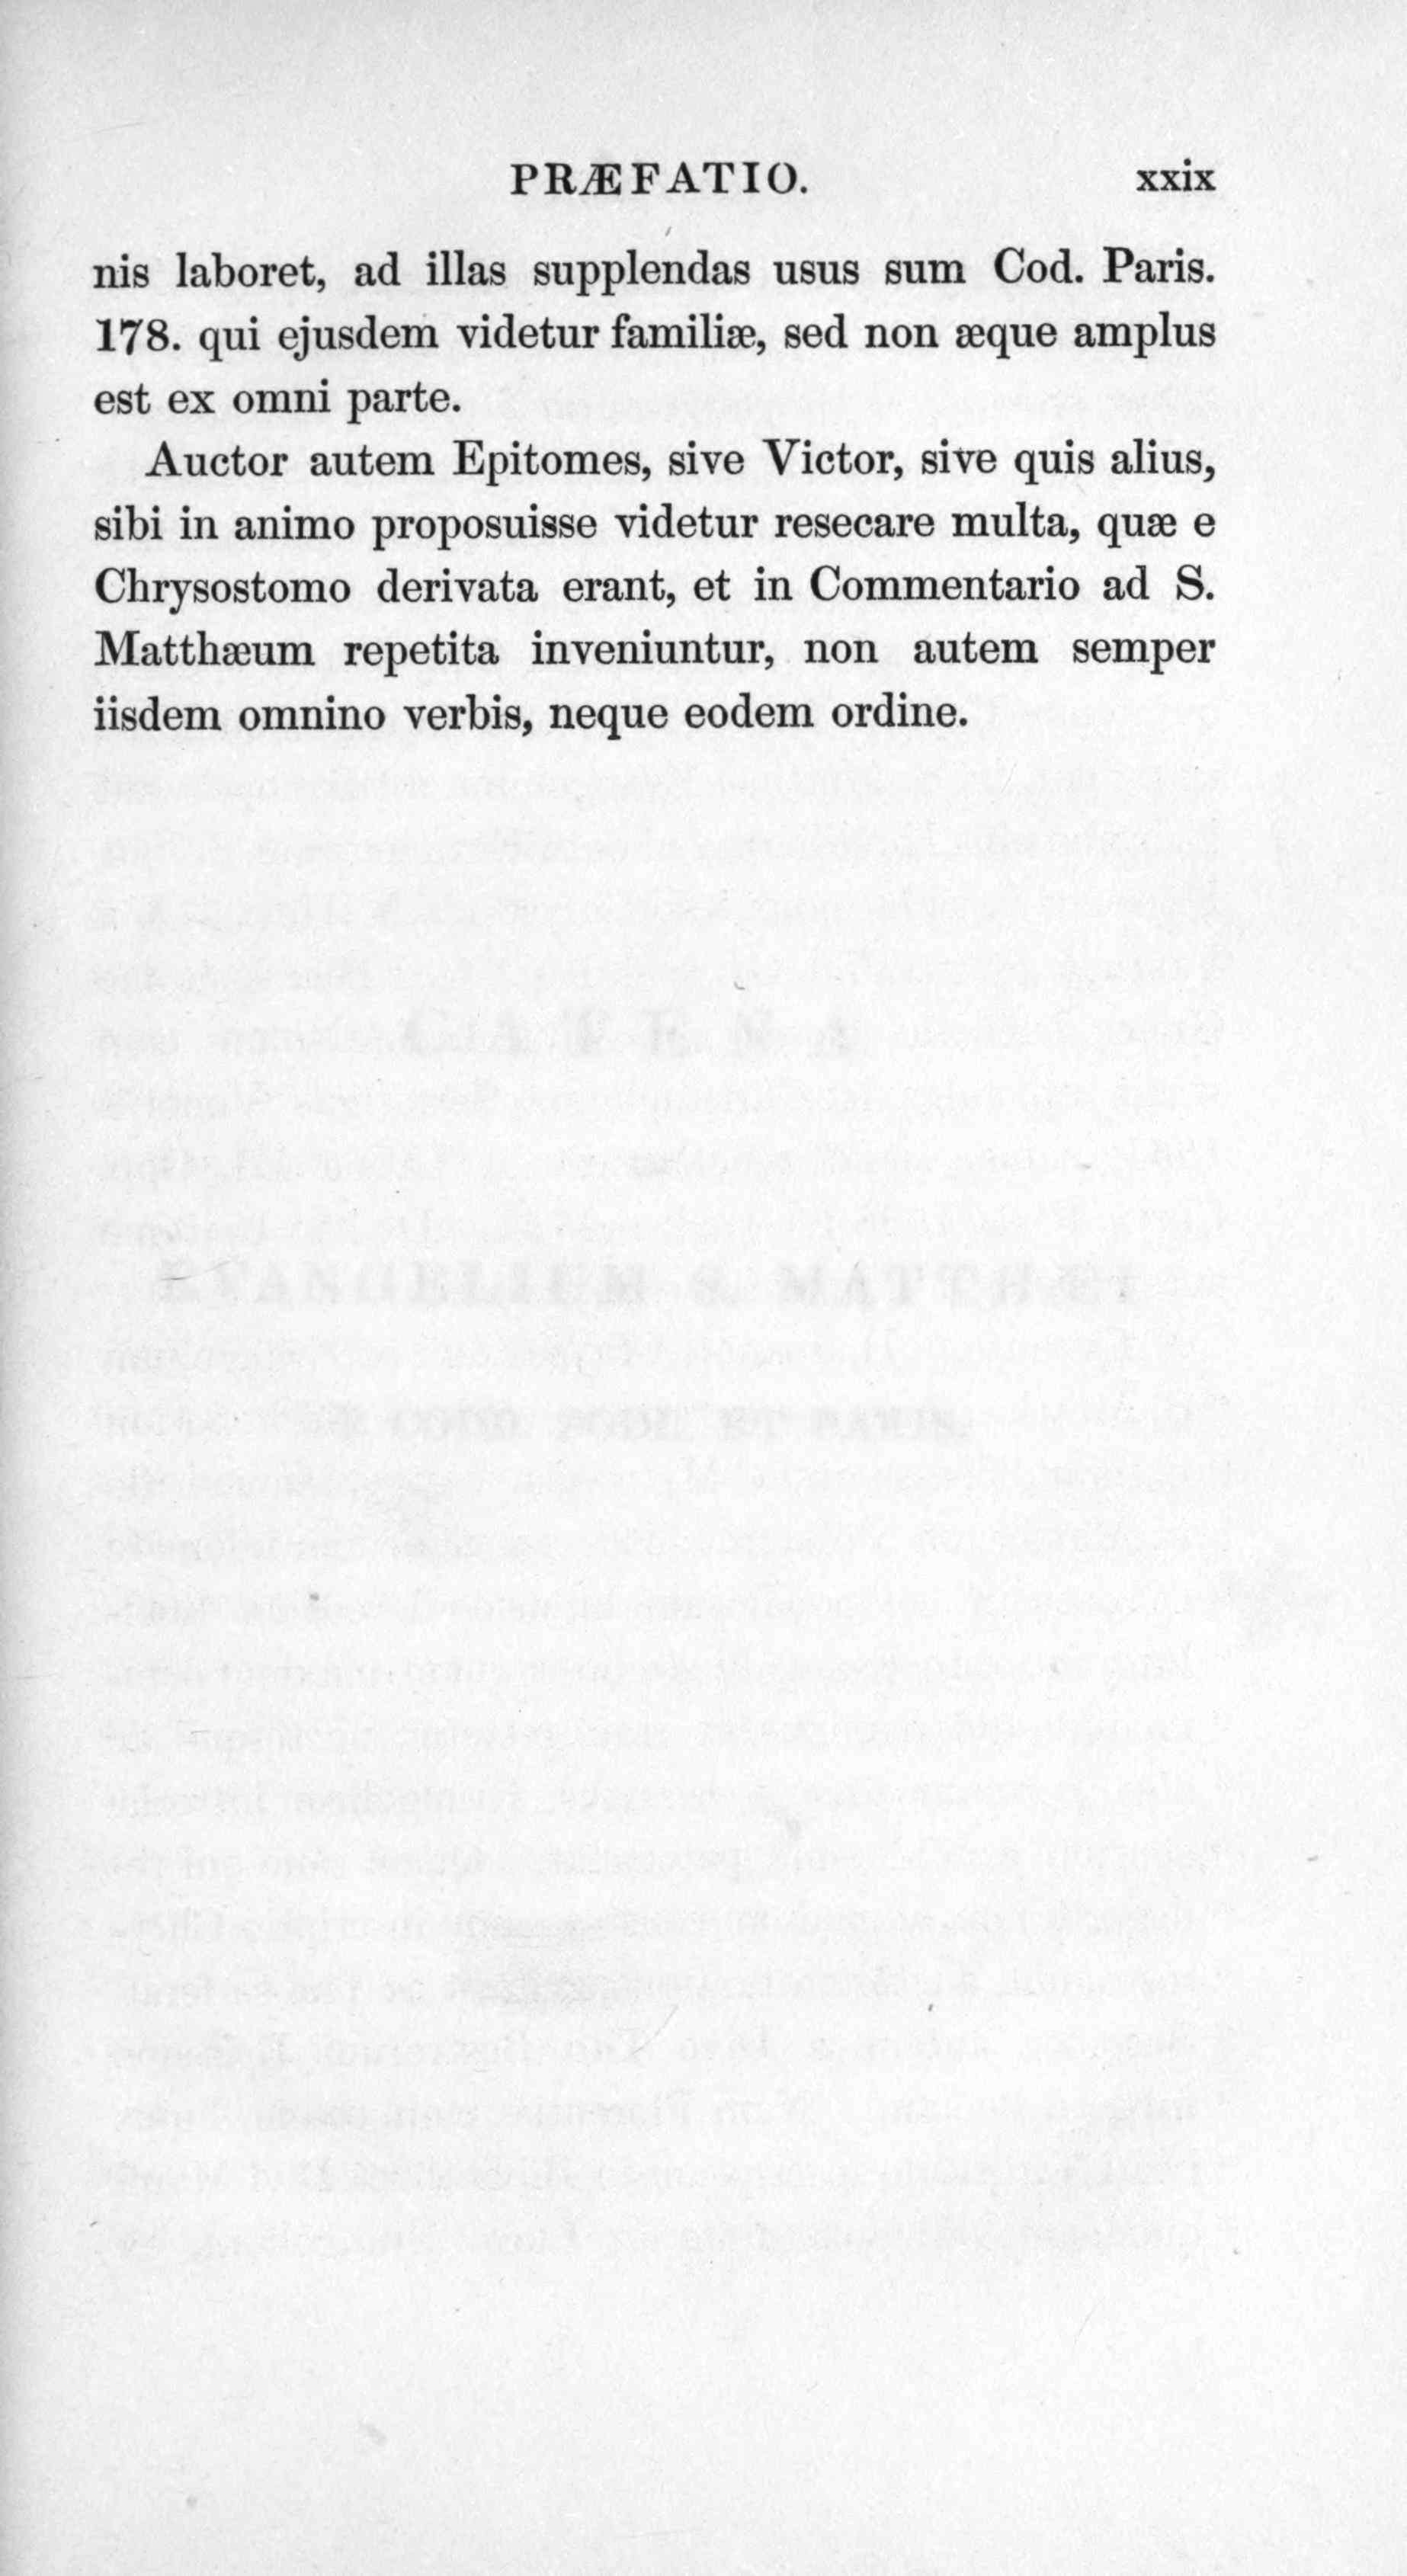 PRÆFATIO. xxix
nis laboret, ad illas supplendas usus sum Cod. Paris.
178. qui ejusdem videtur familiæ, sed non æque amplus
est ex omni parte.
Auctor autem Epitomes, sive Victor, sive quis alius,
sibi in animo proposuisse videtur resecare multa, quæ e
Chrysostomo derivata erant, et in Commentario ad S.
Matthæum repetita inveniuntur, non autem semper
iisdem omnino verbis, neque eodem ordine.